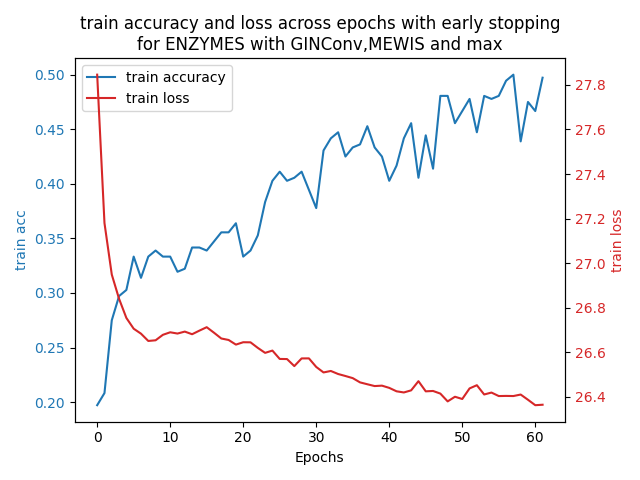 train accuracy and loss across epochs with early stopping
for ENZYMES with GINConv,MEWIS and max
train accuracy
train loss
0.50
0.45
0.40
0.35
0.30
0.25
0.20
train acc
27.8
27.6
27.4
27.2
27.0
26.8
26.6
26.4
train loss
0 10 20 30 40 50 60
Epochs